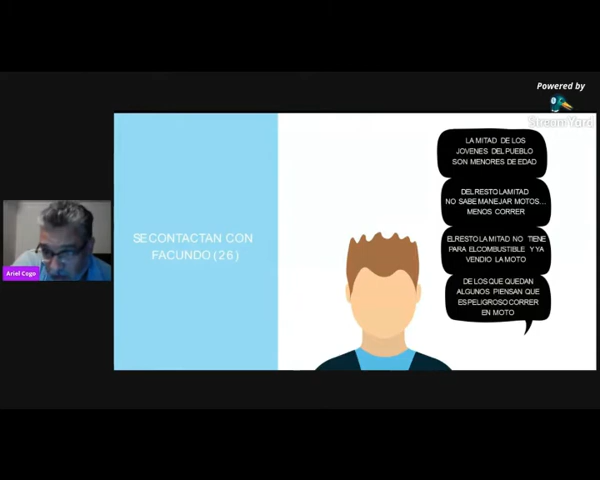 Powered by
StreamYard
LA MITAD DE LOS
JOVENES DEL PUEBLO
SON MENORES DE EDAD
DEL RESTO LA MITAD
NO SABE MANEJAR MOTOS...
MENOS CORRER
EL RESTO LA MITAD NO TIENE
PARA EL COMBUSTIBLE Y YA
VENDIO LA MOTO
DE LOS QUE QUEDAN
ALGUNOS PIENSAN QUE
ES PELIGROSO CORRER
EN MOTO
SE CONTACTAN CON
FACUNDO (26)
Ariel Cego